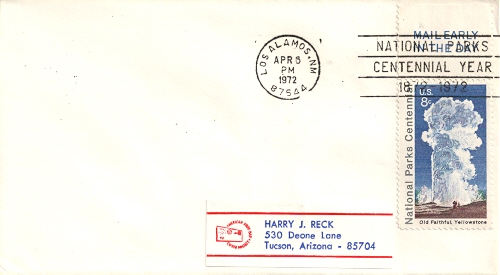 MAIL EARLY
IN THE DAY
LOS ALAMOS, NM
APR 5
PM
1972
87544
NATIONAL PARKS
CENTENNIAL YEAR
1872-1972
U.S.
8c
National Parks Centennial
Old Faithful, Yellowstone
HARRY J. RECK
530 Deone Lane
Tucson, Arizona - 85704